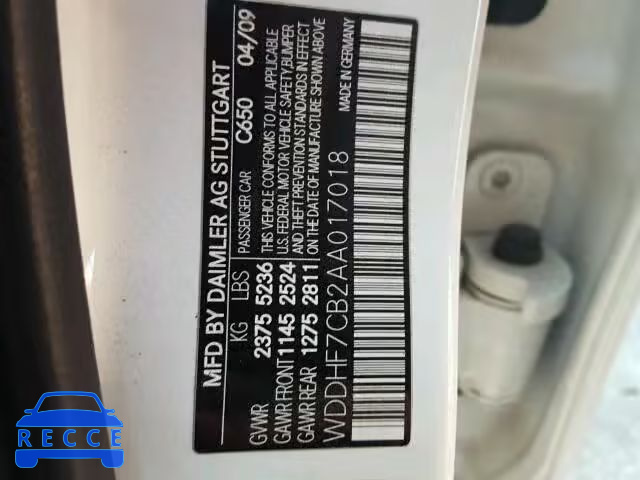 MFD BY DAIMLER AG STUTTGART
KG LBS PASSENGER CAR C650 04/09
GVWR 2375 5236 THIS VEHICLE CONFORMS TO ALL APPLICABLE
GAWR FRONT 1145 2524 U.S. FEDERAL MOTOR VEHICLE SAFETY, BUMPER
GAWR REAR 1275 2811 AND THEFT PREVENTION STANDARDS IN EFFECT
ON THE DATE OF MANUFACTURE SHOWN ABOVE
WDDHF7CB2AA017018 MADE IN GERMANY
RECCE